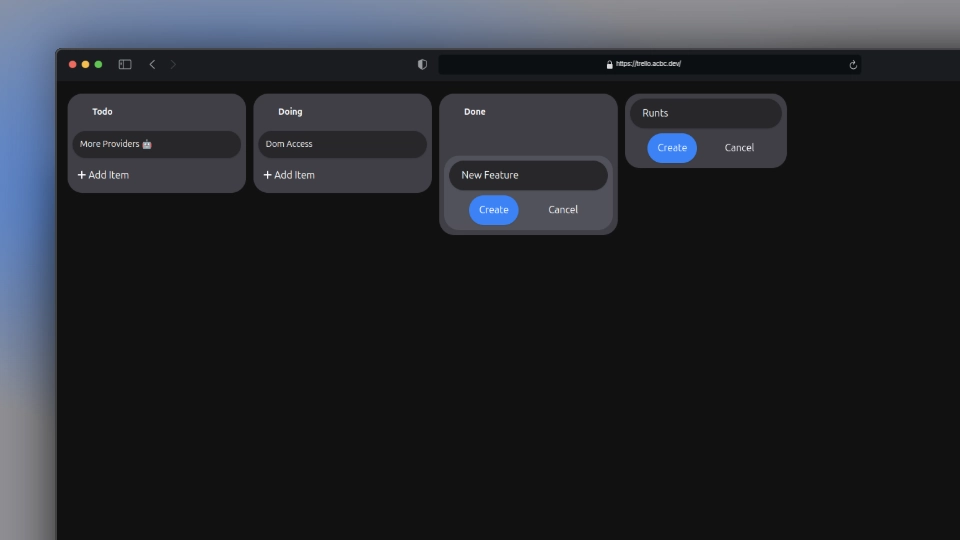 https://trello.acbc.dev/
Todo
More Providers 🤖
+ Add Item
Doing
Dom Access
+ Add Item
Done
New Feature
Create Cancel
Runts
Create Cancel